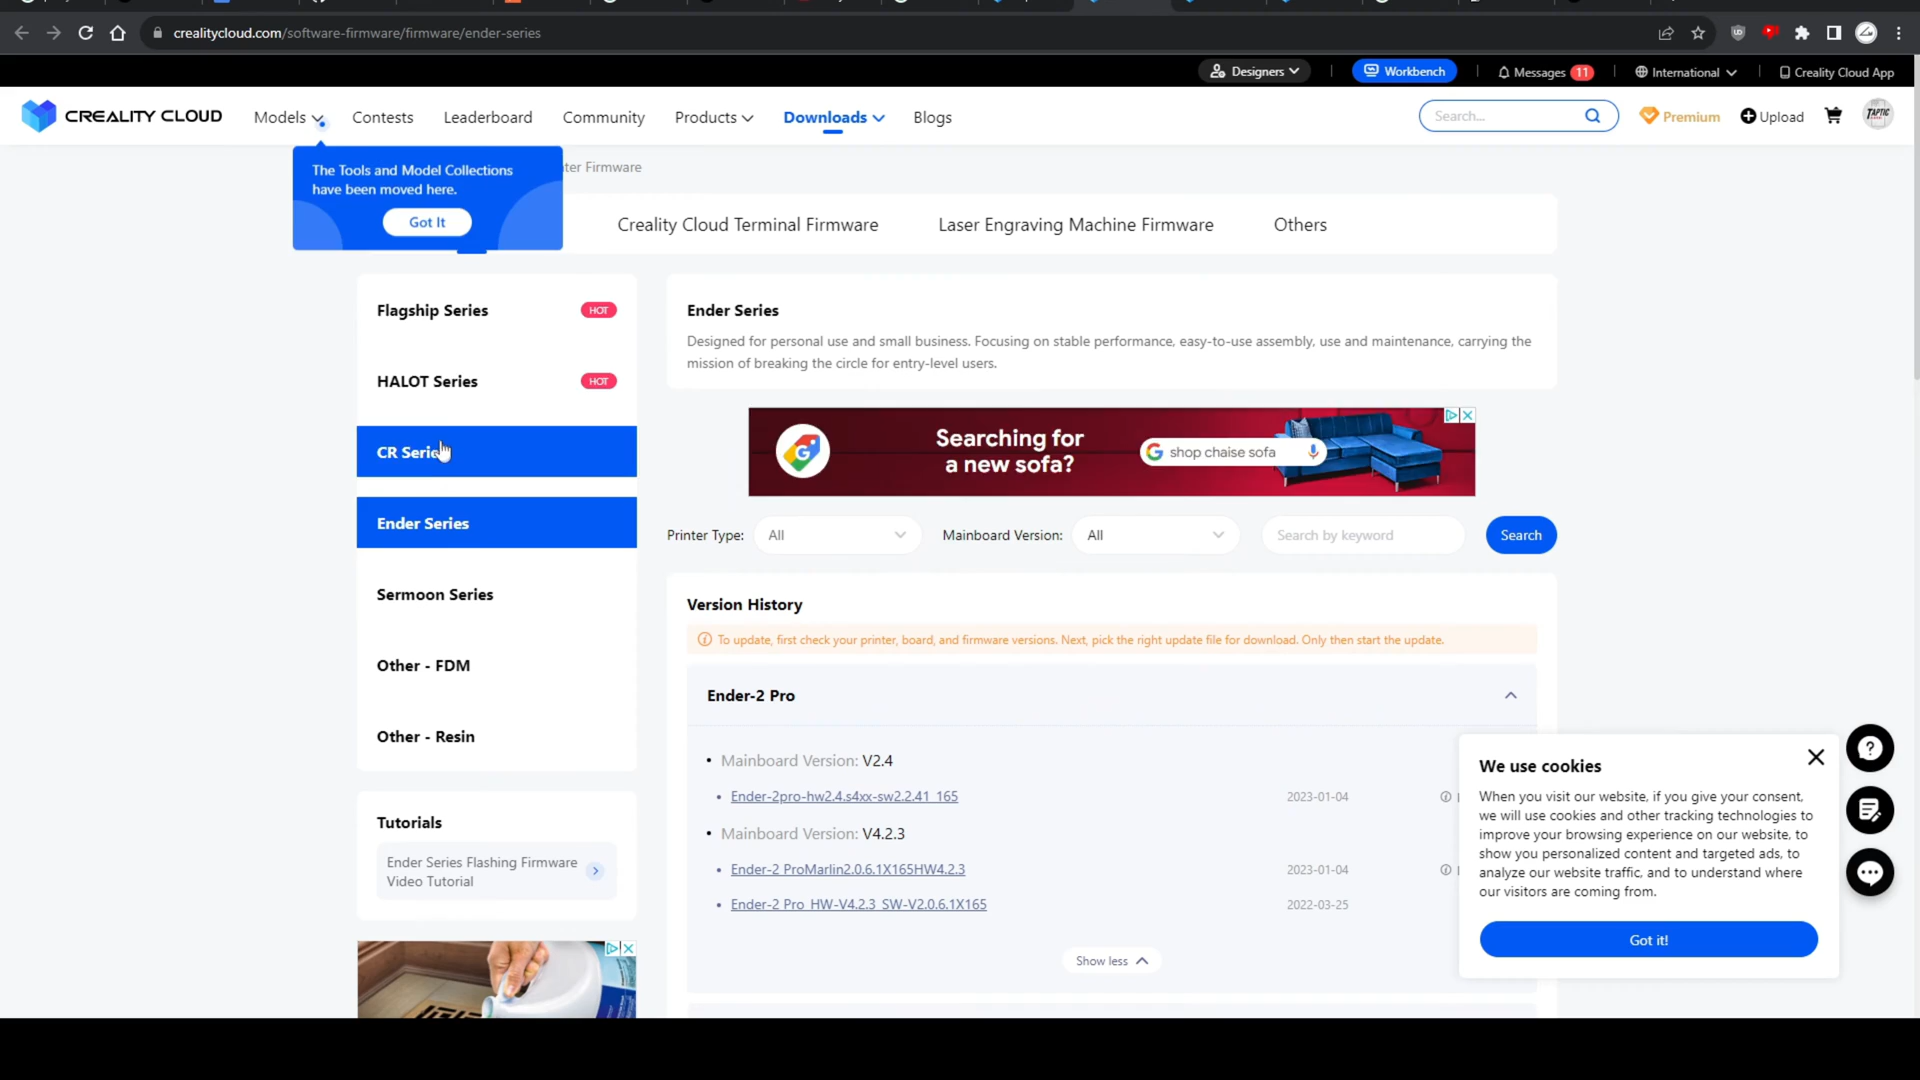 crealitycloud.com/software-firmware/firmware/ender-series
Designers
Workbench
Messages 11
International
Creality Cloud App
CREALITY CLOUD
Models
Contests
Leaderboard
Community
Products
Downloads
Blogs
Search...
Premium
Upload
TAPTIC
The Tools and Model Collections
have been moved here.
Got It
ter Firmware
Creality Cloud Terminal Firmware
Laser Engraving Machine Firmware
Others
Flagship Series HOT
HALOT Series HOT
CR Serie
Ender Series
Sermoon Series
Other - FDM
Other - Resin
Tutorials
Ender Series Flashing Firmware
Video Tutorial
Ender Series
Designed for personal use and small business. Focusing on stable performance, easy-to-use assembly, use and maintenance, carrying the
mission of breaking the circle for entry-level users.
Searching for
a new sofa?
G shop chaise sofa
Printer Type: All
Mainboard Version: All
Search by keyword
Search
Version History
To update, first check your printer, board, and firmware versions. Next, pick the right update file for download. Only then start the update.
Ender-2 Pro
• Mainboard Version: V2.4
• Ender-2pro-hw2.4.s4xx-sw2.2.41_165 2023-01-04
• Mainboard Version: V4.2.3
• Ender-2 ProMarlin2.0.6.1X165HW4.2.3 2023-01-04
• Ender-2 Pro_HW-V4.2.3_SW-V2.0.6.1X165 2022-03-25
Show less
We use cookies
When you visit our website, if you give your consent,
we will use cookies and other tracking technologies to
improve your browsing experience on our website, to
show you personalized content and targeted ads, to
analyze our website traffic, and to understand where
our visitors are coming from.
Got it!